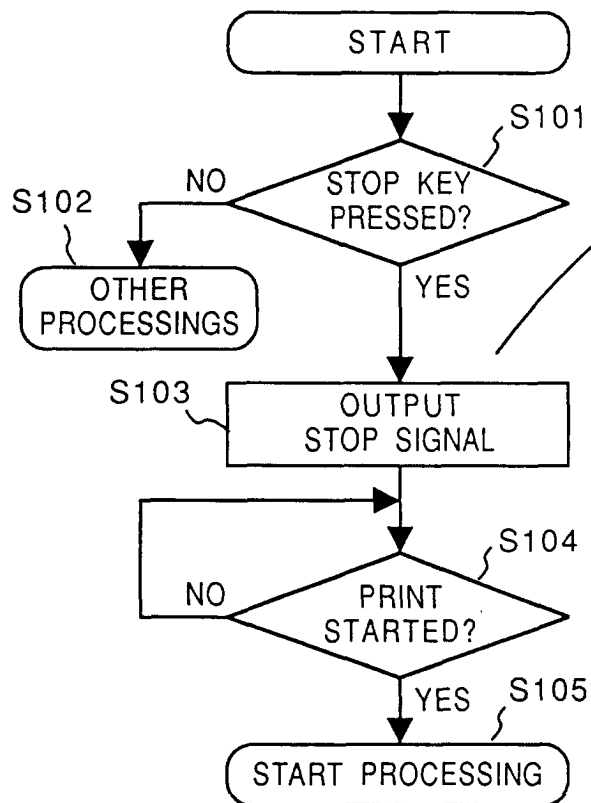 START
S101
STOP KEY
PRESSED?
NO
S102
OTHER
PROCESSINGS
YES
S103
OUTPUT
STOP SIGNAL
S104
PRINT
STARTED?
NO
YES
S105
START PROCESSING